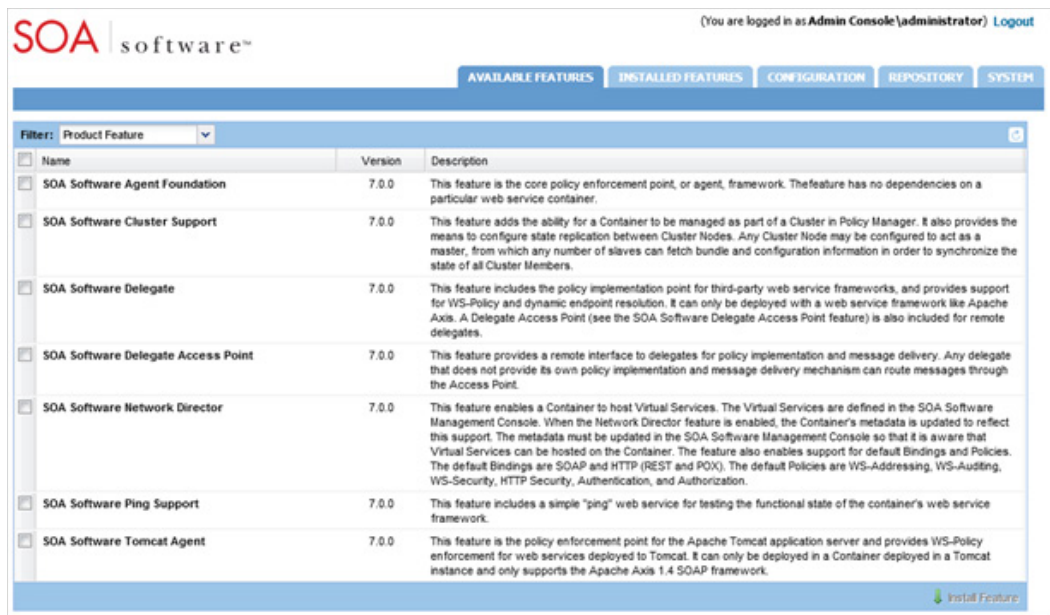 (You are logged in as Admin Console\administrator) Logout
SOA software™
AVAILABLE FEATURES INSTALLED FEATURES CONFIGURATION REPOSITORY SYSTEM
Filter: Product Feature
Name Version Description
SOA Software Agent Foundation 7.0.0 This feature is the core policy enforcement point, or agent, framework. Thefeature has no dependencies on a
particular web service container.
SOA Software Cluster Support 7.0.0 This feature adds the ability for a Container to be managed as part of a Cluster in Policy Manager. It also provides the
means to configure state replication between Cluster Nodes. Any Cluster Node may be configured to act as a
master, from which any number of slaves can fetch bundle and configuration information in order to synchronize the
state of all Cluster Members.
SOA Software Delegate 7.0.0 This feature includes the policy implementation point for third-party web service frameworks, and provides support
for WS-Policy and dynamic endpoint resolution. It can only be deployed with a web service framework like Apache
Axis. A Delegate Access Point (see the SOA Software Delegate Access Point feature) is also included for remote
delegates.
SOA Software Delegate Access Point 7.0.0 This feature provides a remote interface to delegates for policy implementation and message delivery. Any delegate
that does not provide its own policy implementation and message delivery mechanism can route messages through
the Access Point.
SOA Software Network Director 7.0.0 This feature enables a Container to host Virtual Services. The Virtual Services are defined in the SOA Software
Management Console. When the Network Director feature is enabled, the Container's metadata is updated to reflect
this support. The metadata must be updated in the SOA Software Management Console so that it is aware that
Virtual Services can be hosted on the Container. The feature also enables support for default Bindings and Policies.
The default Bindings are SOAP and HTTP (REST and POX). The default Policies are WS-Addressing, WS-Auditing,
WS-Security, HTTP Security, Authentication, and Authorization.
SOA Software Ping Support 7.0.0 This feature includes a simple "ping" web service for testing the functional state of the container's web service
framework.
SOA Software Tomcat Agent 7.0.0 This feature is the policy enforcement point for the Apache Tomcat application server and provides WS-Policy
enforcement for web services deployed to Tomcat. It can only be deployed in a Container deployed in a Tomcat
instance and only supports the Apache Axis 1.4 SOAP framework.
Install Feature